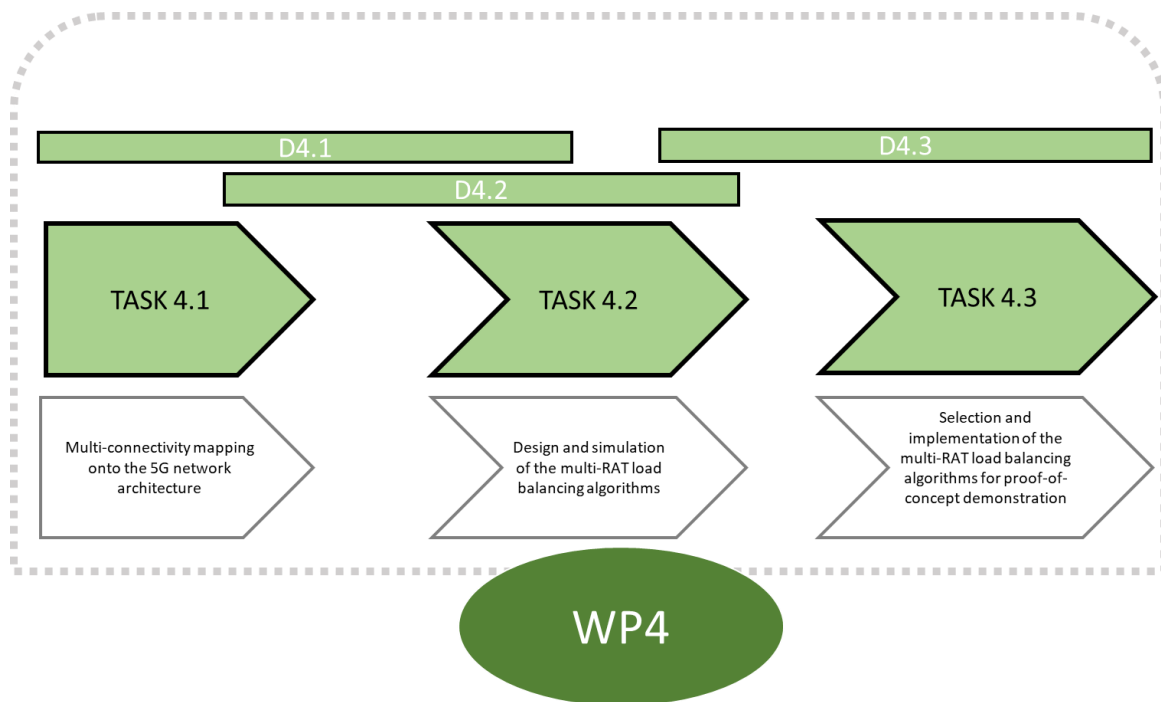 D4.1
D4.3
D4.2
TASK 4.1
TASK 4.2
TASK 4.3
Multi-connectivity mapping
onto the 5G network
architecture
Design and simulation
of the multi-RAT load
balancing algorithms
Selection and
implementation of the
multi-RAT load balancing
algorithms for proof-of-
concept demonstration
WP4